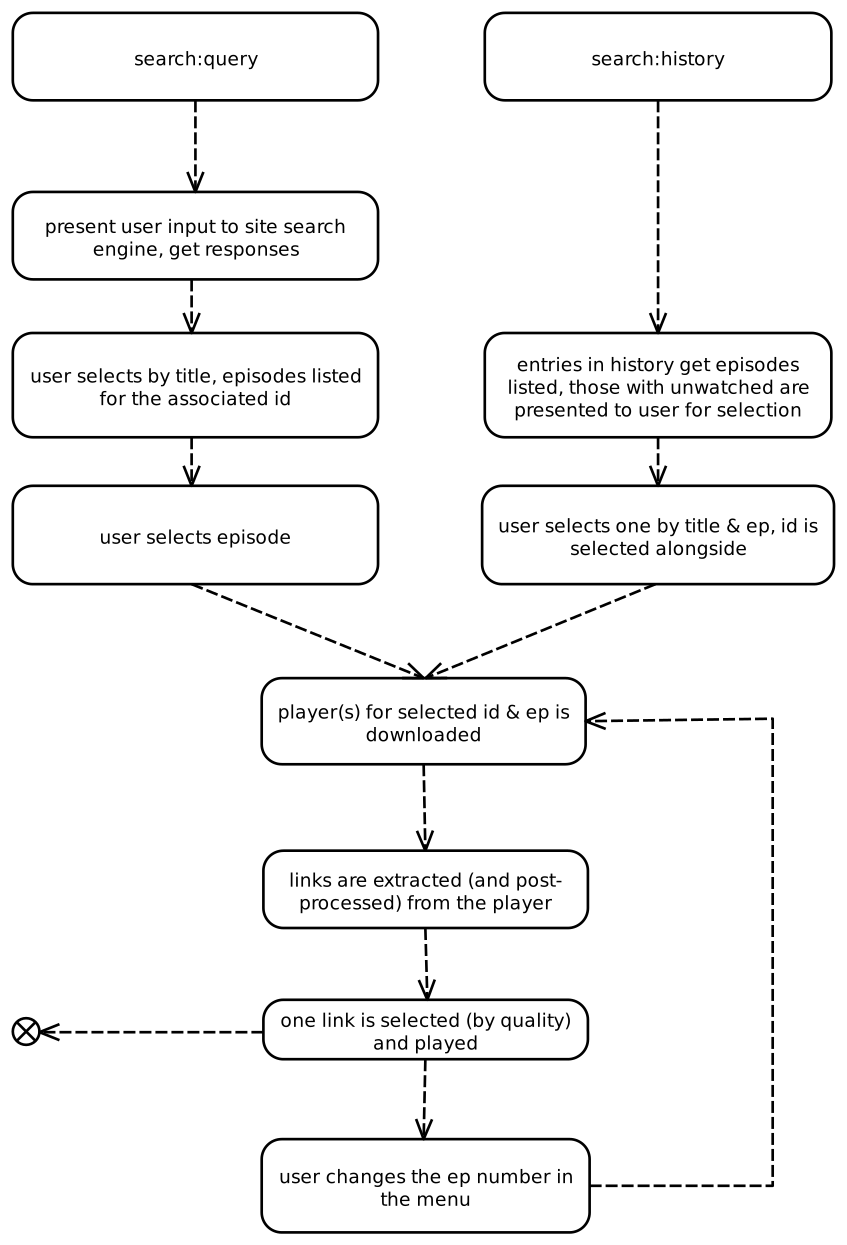 search:query
search:history
present user input to site search
engine, get responses
user selects by title, episodes listed
for the associated id
entries in history get episodes
listed, those with unwatched are
presented to user for selection
user selects episode
user selects one by title & ep, id is
selected alongside
player(s) for selected id & ep is
downloaded
links are extracted (and post-
processed) from the player
one link is selected (by quality)
and played
user changes the ep number in
the menu